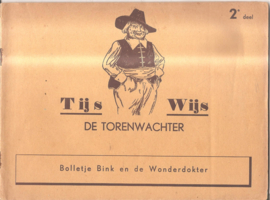 2e deel
Tijs Wijs
DE TORENWACHTER
Bolletje Bink en de Wonderdokter